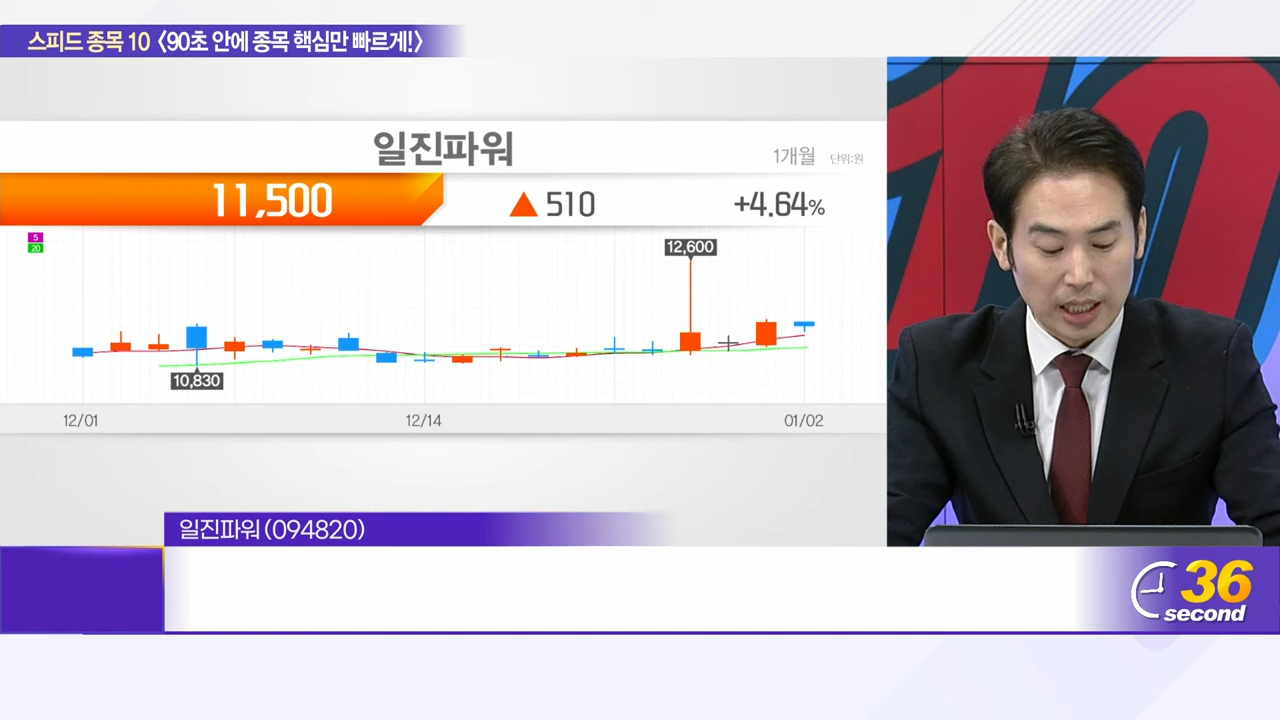 스피드 종목 10 〈90초 안에 종목 핵심만 빠르게!〉
일진파워
1개월 단위:원
11,500 ▲ 510 +4.64%
5
20
12,600
10,830
12/01 12/14 01/02
일진파워(094820)
36
second